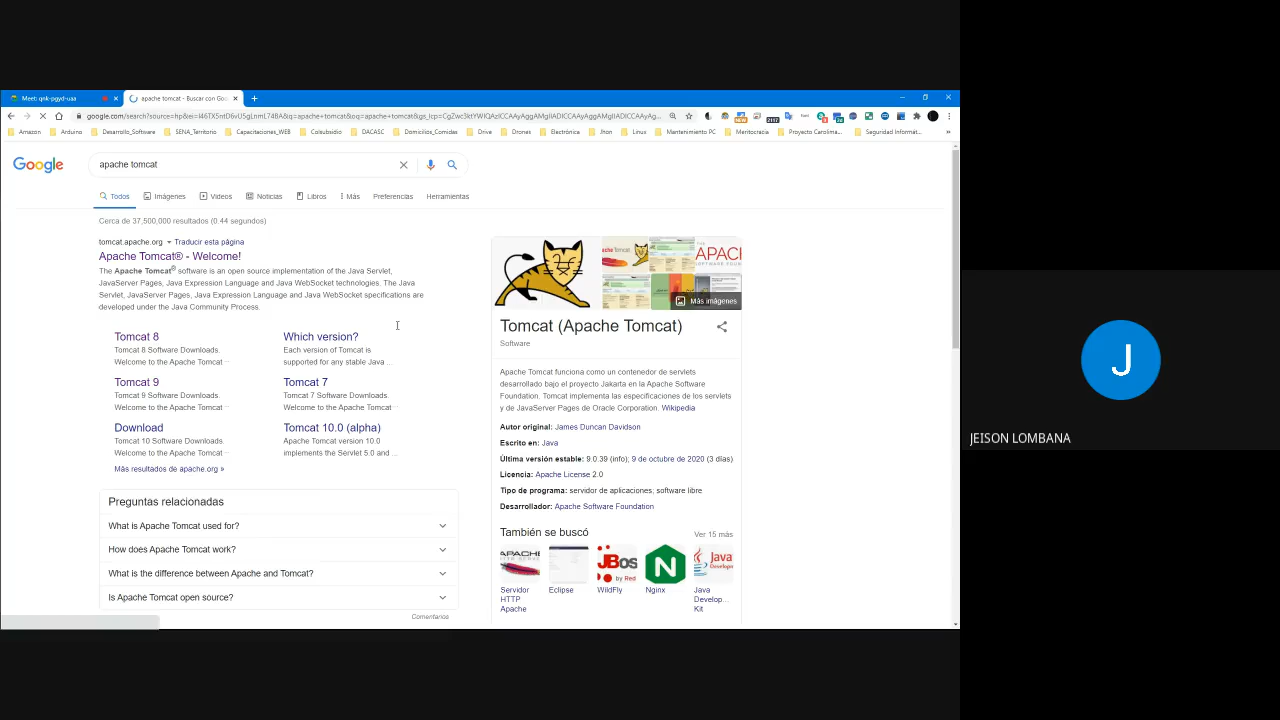 Meet: qnk-pgyd-uaa
apache tomcat - Buscar con Goo
Amazon
Arduino
Desarrollo_Software
SENA_Territorio
Capacitaciones_WEB
Colsubsidio
DACASC
Domicilios_Comidas
Drive
Drones
Electrónica
Jiton
Linux
Mantenimiento PC
Meritocracia
Proyecto Carolima...
Seguridad Informát...
Google
apache tomcat
Todos
Imágenes
Videos
Noticias
Libros
Más
Preferencias
Herramientas
Cerca de 37,500,000 resultados (0.44 segundos)
tomcat.apache.org Traducir esta página
Apache Tomcat® - Welcome!
The Apache Tomcat® software is an open source implementation of the Java Servlet,
JavaServer Pages, Java Expression Language and Java WebSocket technologies. The Java
Servlet, JavaServer Pages, Java Expression Language and Java WebSocket specifications are
developed under the Java Community Process.
Tomcat 8
Tomcat 8 Software Downloads.
Welcome to the Apache Tomcat ...
Which version?
Each version of Tomcat is
supported for any stable Java ...
Tomcat 9
Tomcat 9 Software Downloads.
Welcome to the Apache Tomcat ...
Tomcat 7
Tomcat 7 Software Downloads.
Welcome to the Apache Tomcat ...
Download
Tomcat 10 Software Downloads.
Welcome to the Apache Tomcat ...
Tomcat 10.0 (alpha)
Apache Tomcat version 10.0
implements the Servlet 5.0 and ...
Más resultados de apache.org »
Preguntas relacionadas
What is Apache Tomcat used for?
How does Apache Tomcat work?
What is the difference between Apache and Tomcat?
Is Apache Tomcat open source?
Comentarios
Más imágenes
Tomcat (Apache Tomcat)
Software
Apache Tomcat funciona como un contenedor de servlets
desarrollado bajo el proyecto Jakarta en la Apache Software
Foundation. Tomcat implementa las especificaciones de los servlets
y de JavaServer Pages de Oracle Corporation. Wikipedia
Autor original: James Duncan Davidson
Escrito en: Java
Última versión estable: 9.0.39 (info); 9 de octubre de 2020 (3 días)
Licencia: Apache License 2.0
Tipo de programa: servidor de aplicaciones; software libre
Desarrollador: Apache Software Foundation
También se buscó
Ver 15 más
Servidor
HTTP
Apache
Eclipse
WildFly
Nginx
Java
Develop...
Kit
J
JEISON LOMBANA